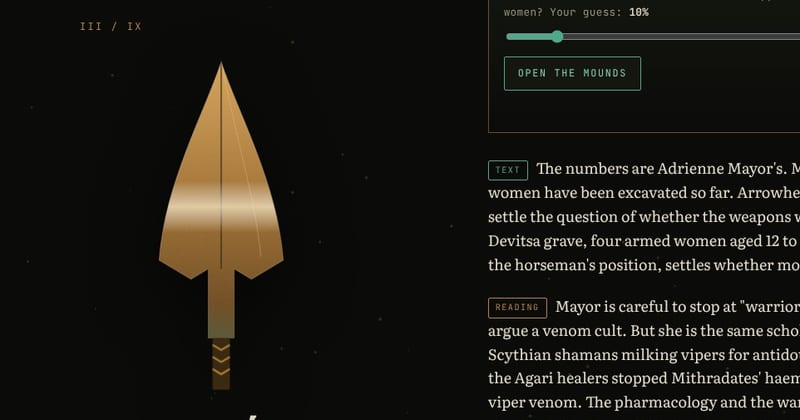 III / IX
women? Your guess: 10%
OPEN THE MOUNDS
TEXT The numbers are Adrienne Mayor's.
women have been excavated so far. Arrowhe
settle the question of whether the weapons
Devitsa grave, four armed women aged 12 to
the horseman's position, settles whether mo
READING Mayor is careful to stop at "warrior
argue a venom cult. But she is the same scho
Scythian shamans milking vipers for antido
the Agari healers stopped Mithradates' haem
viper venom. The pharmacology and the wa